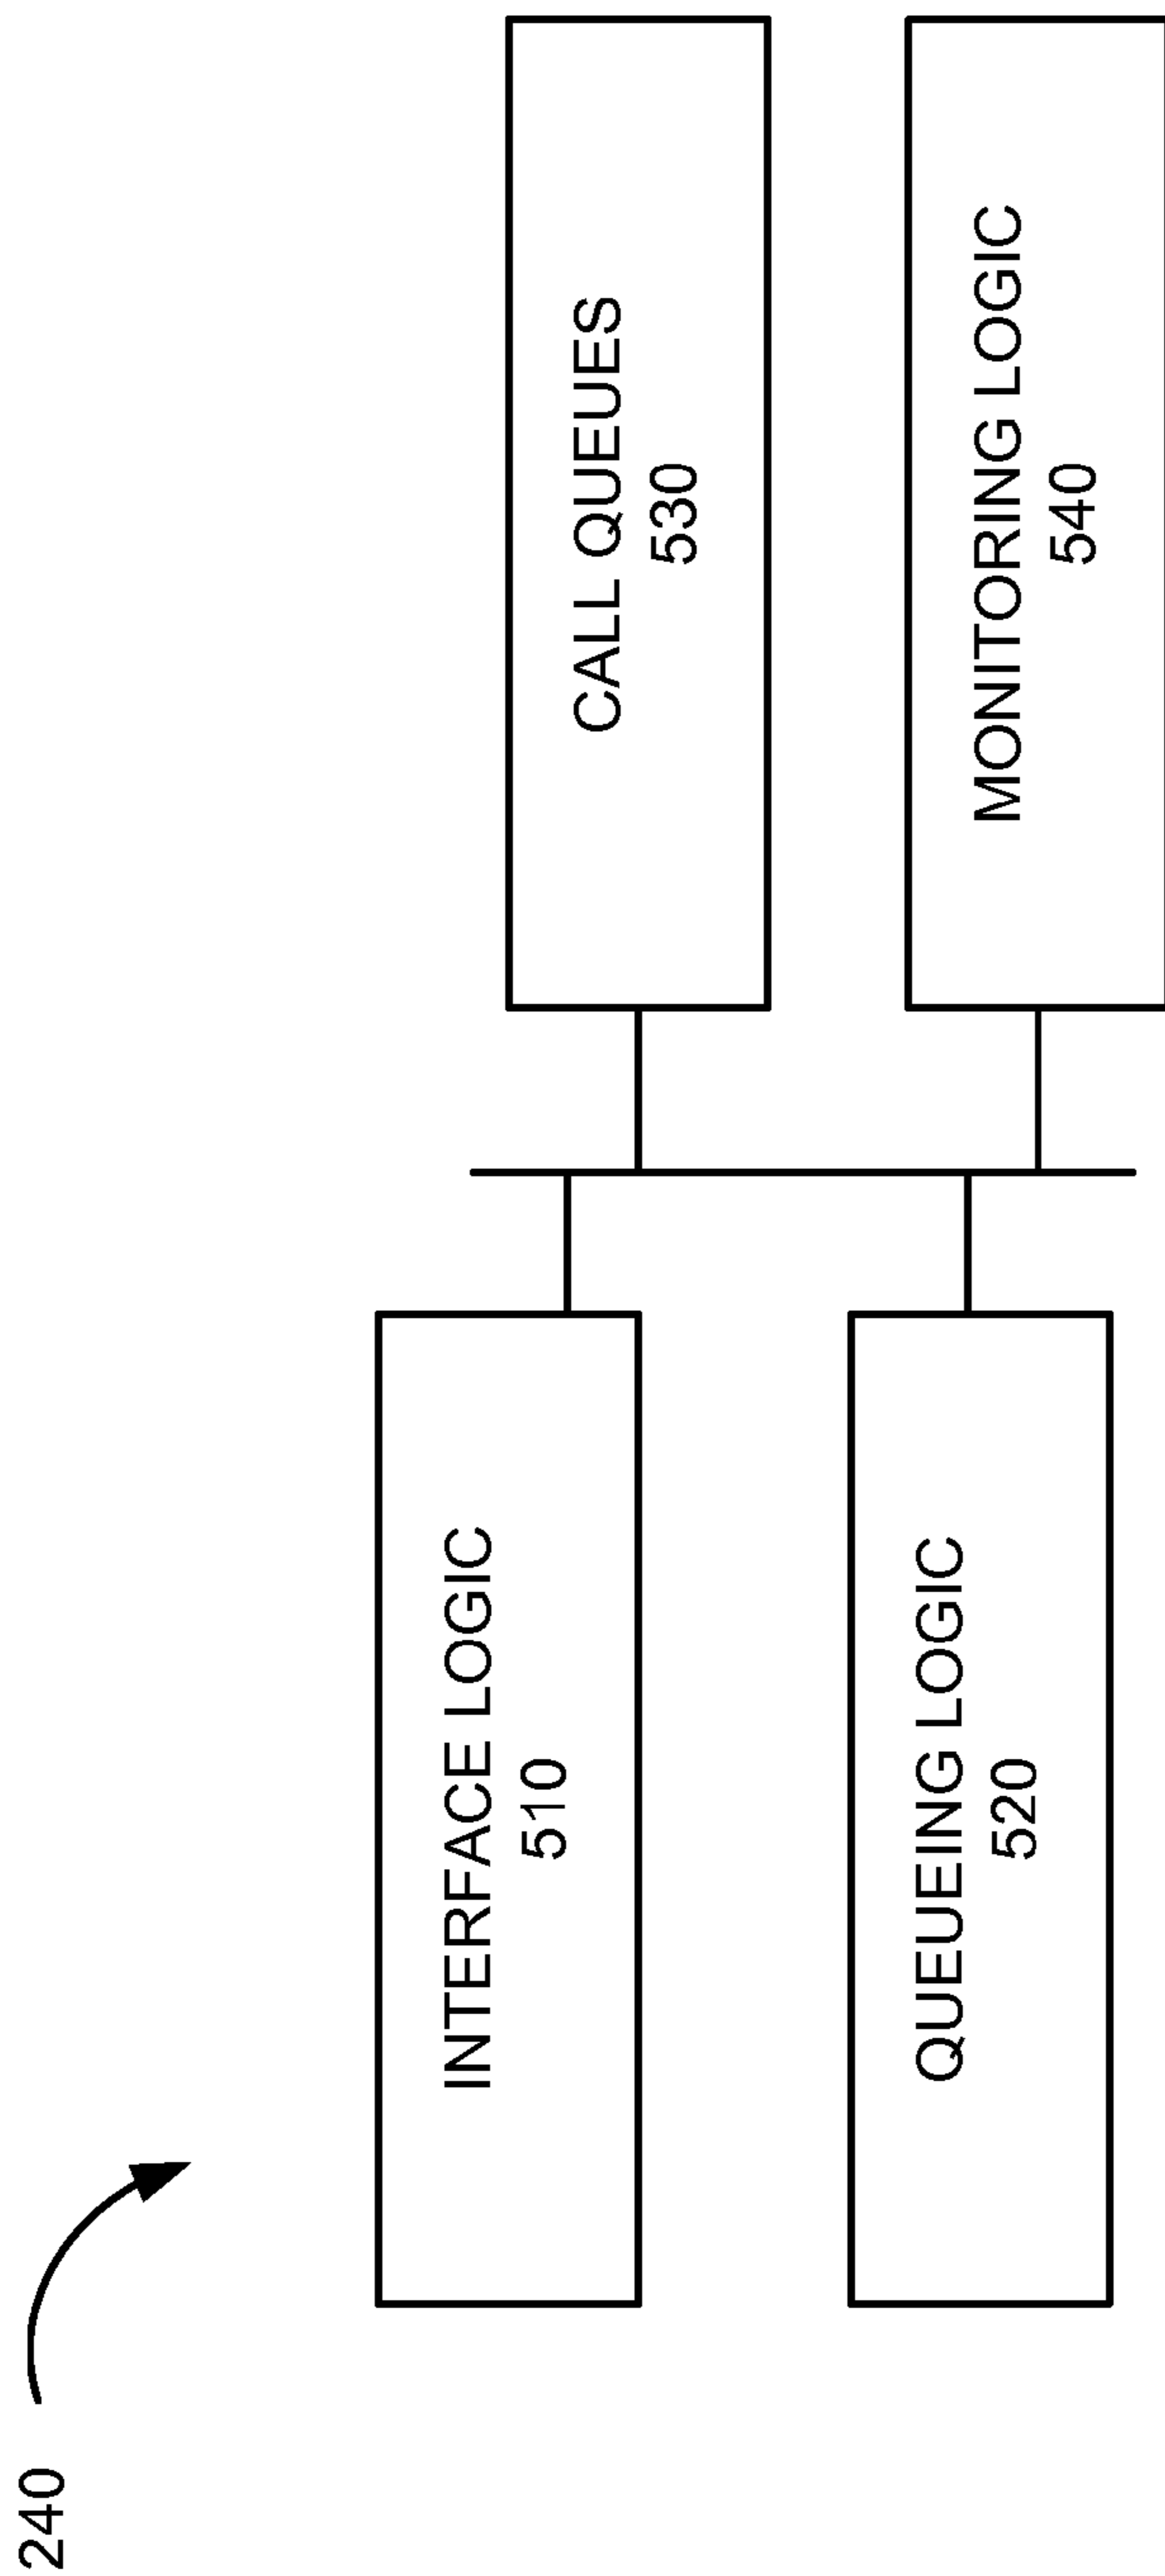 240
INTERFACE LOGIC
510
CALL QUEUES
530
QUEUEING LOGIC
520
MONITORING LOGIC
540